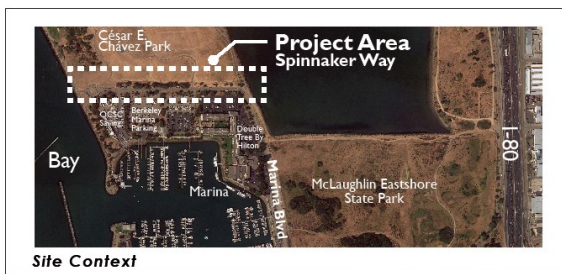 César E.
Chávez Park
Project Area
Spinnaker Way
OCSC
Sailing
Berkeley
Marina
Parking
Double
Tree By
Hilton
Bay
Marina
Marina Blvd
McLaughlin Eastshore
State Park
I-80
Site Context